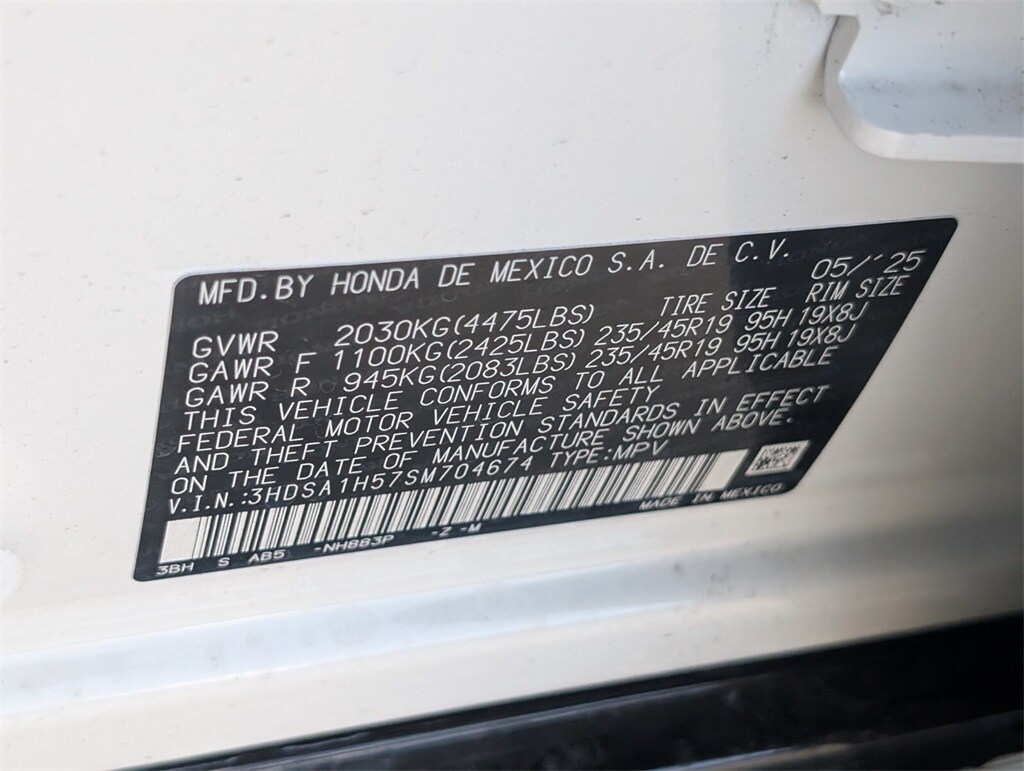 MFD.BY HONDA DE MEXICO S.A. DE C.V.
05/'25
GVWR 2030KG(4475LBS) TIRE SIZE RIM SIZE
GAWR F 1100KG(2425LBS) 235/45R19 95H 19X8J
GAWR R 945KG(2083LBS) 235/45R19 95H 19X8J
THIS VEHICLE CONFORMS TO ALL APPLICABLE
FEDERAL MOTOR VEHICLE SAFETY
AND THEFT PREVENTION STANDARDS IN EFFECT
ON THE DATE OF MANUFACTURE SHOWN ABOVE.
V.I.N.:3HDSA1H57SM704674 TYPE:MPV
MADE IN MEXICO
3BH S AB5 -NH883P -Z -M